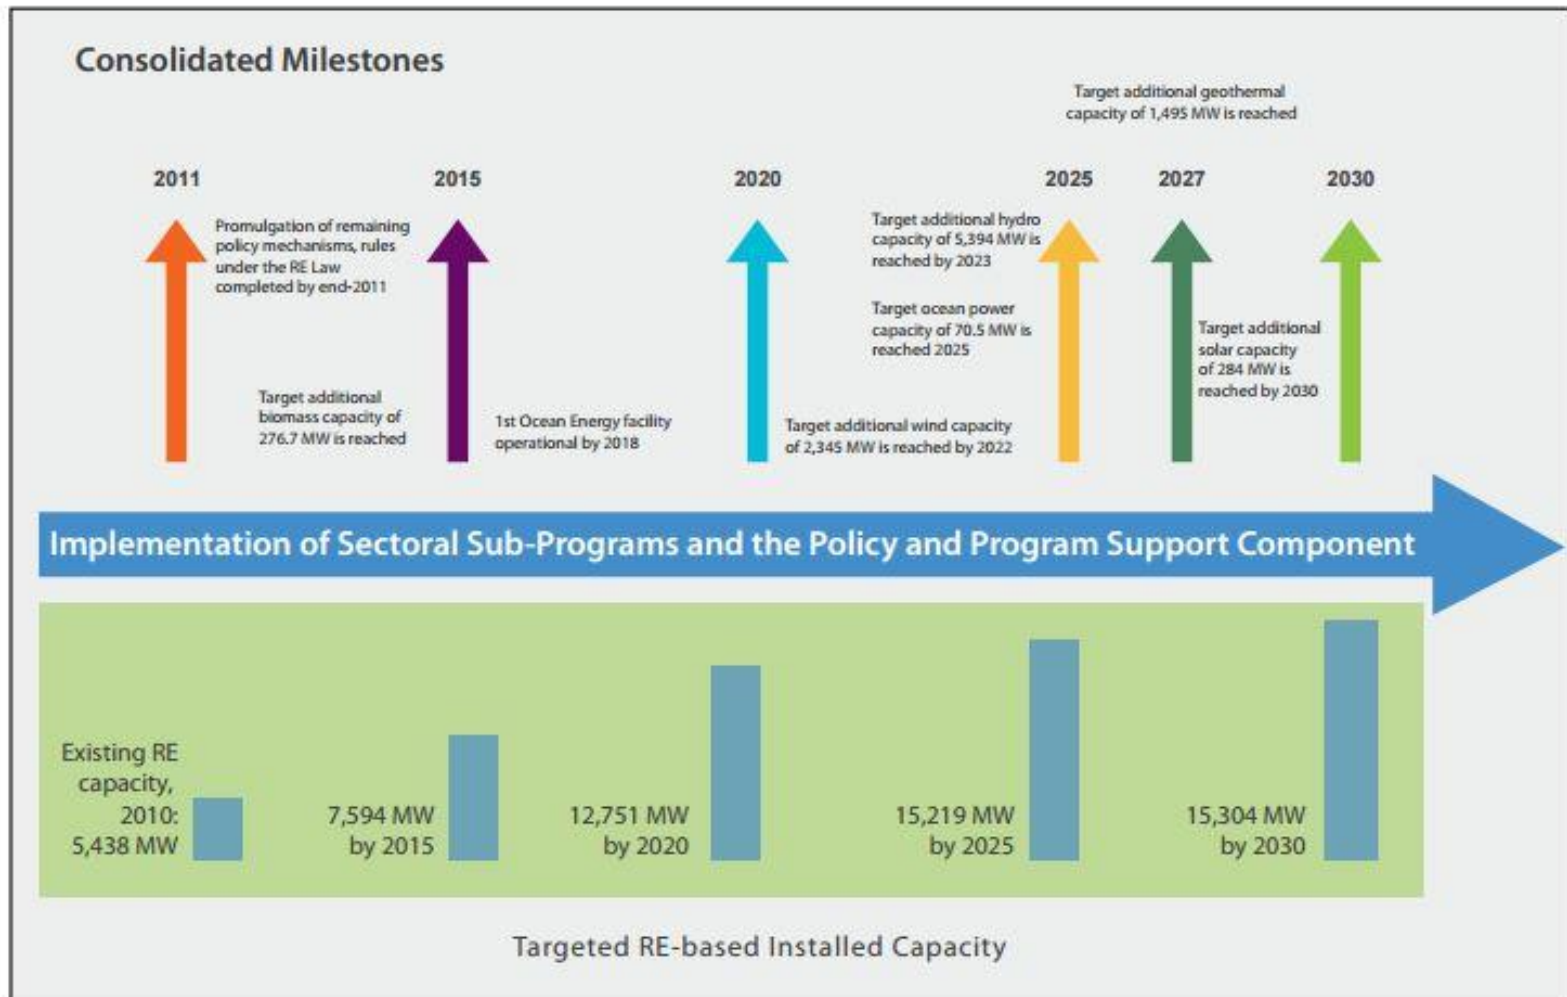 Consolidated Milestones
Target additional geothermal
capacity of 1,495 MW is reached
2011
2015
2020
2025
2027
2030
Promulgation of remaining
policy mechanisms, rules
under the RE Law
completed by end-2011
Target additional
biomass capacity of
276.7 MW is reached
1st Ocean Energy facility
operational by 2018
Target additional wind capacity
of 2,345 MW is reached by 2022
Target additional hydro
capacity of 5,394 MW is
reached by 2023
Target ocean power
capacity of 70.5 MW is
reached 2025
Target additional
solar capacity
of 284 MW is
reached by 2030
Implementation of Sectoral Sub-Programs and the Policy and Program Support Component
Existing RE
capacity,
2010:
5,438 MW
7,594 MW
by 2015
12,751 MW
by 2020
15,219 MW
by 2025
15,304 MW
by 2030
Targeted RE-based Installed Capacity